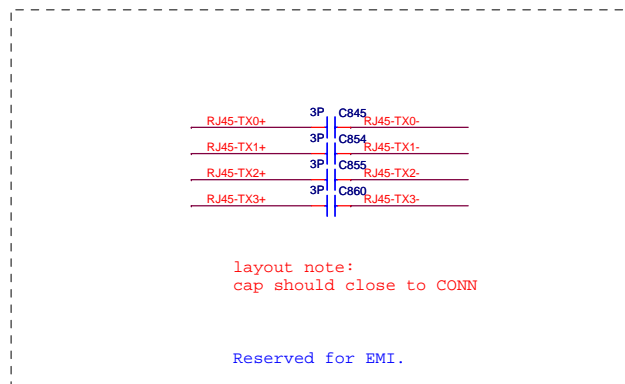 3P C845
RJ45-TX0+ RJ45-TX0-
3P C854
RJ45-TX1+ RJ45-TX1-
3P C855
RJ45-TX2+ RJ45-TX2-
3P C860
RJ45-TX3+ RJ45-TX3-
layout note:
cap should close to CONN
Reserved for EMI.